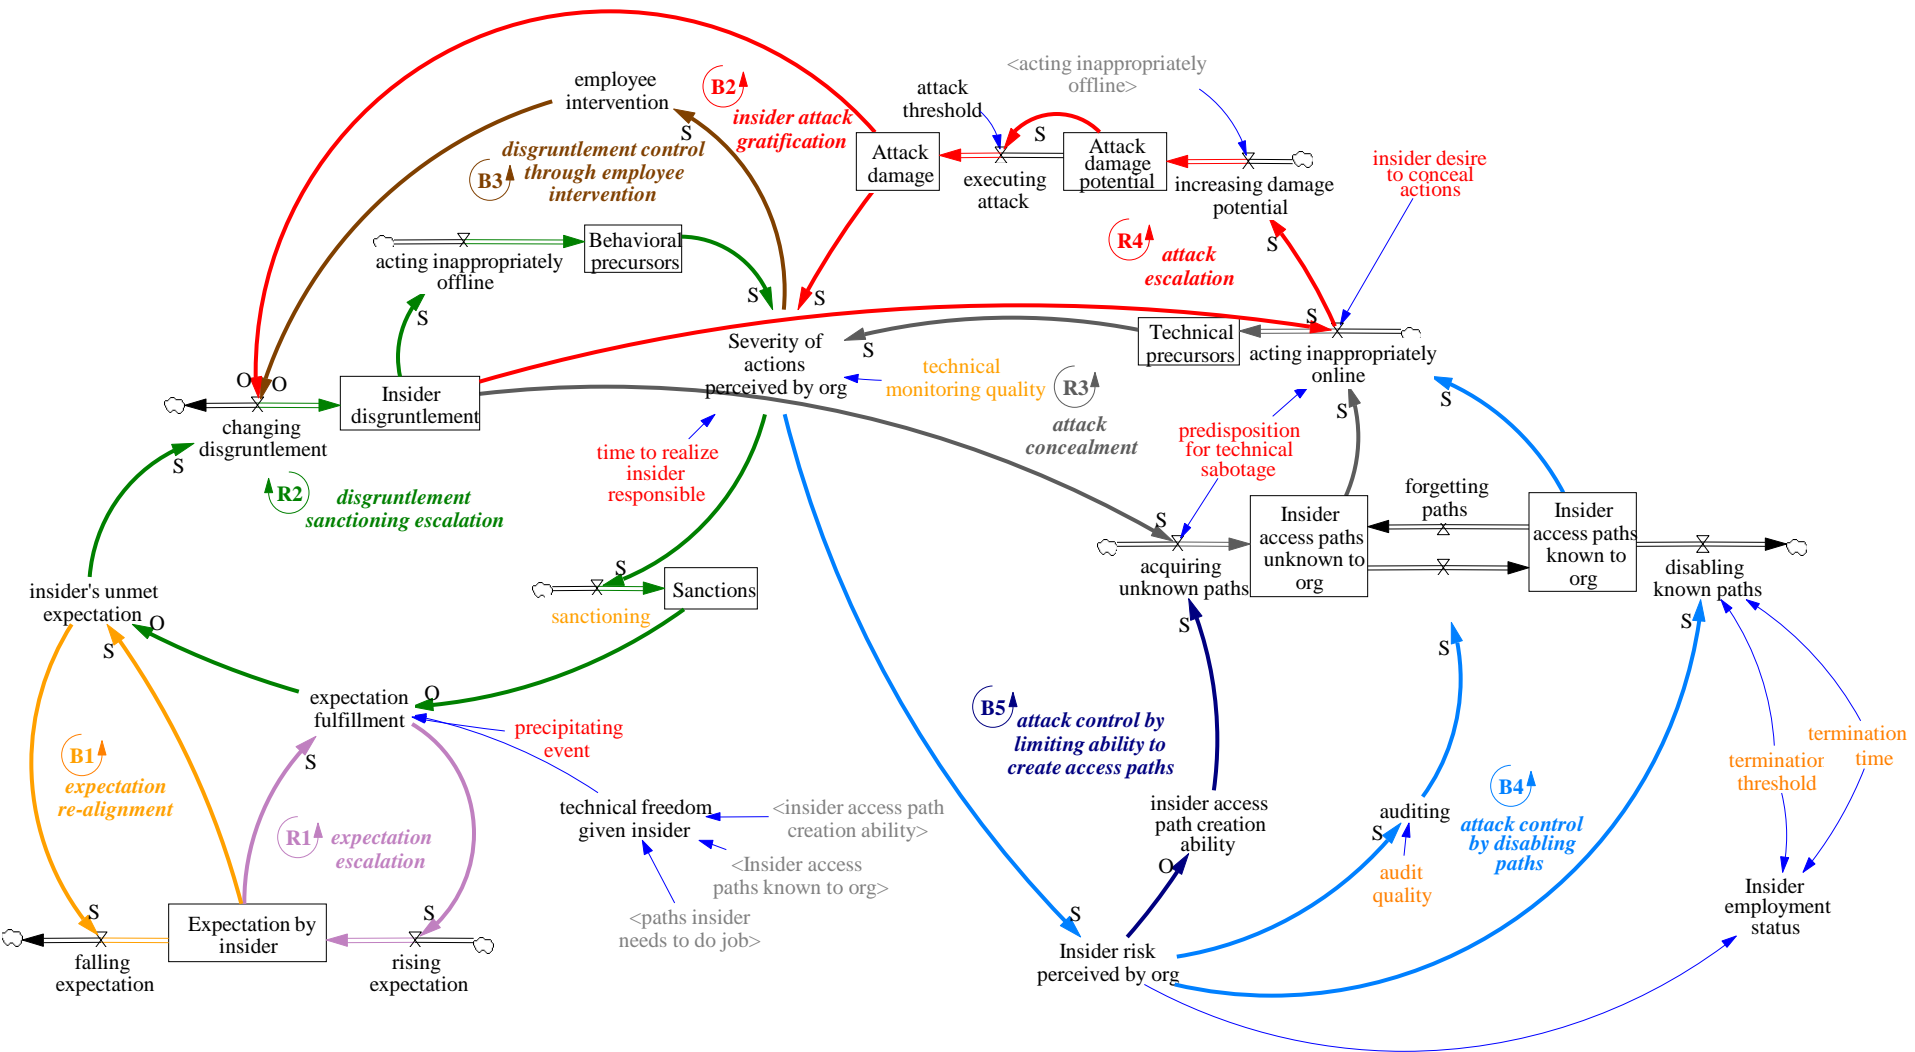 employee
intervention
B2
insider attack
gratification
attack
threshold
<acting inappropriately
offline>
S
S
Attack
damage
executing
attack
Attack
damage
potential
increasing damage
potential
insider desire
to conceal
actions
B3
disgruntlement control
through employee
intervention
R4
attack
escalation
S
acting inappropriately
offline
Behavioral
precursors
S
S
S
S
Severity of
actions
perceived by org
Technical
precursors
S
S
acting inappropriately
online
technical
monitoring quality
R3
attack
concealment
O
O
Insider
disgruntlement
changing
disgruntlement
S
S
S
time to realize
insider
responsible
predisposition
for technical
sabotage
R2
disgruntlement
sanctioning escalation
forgetting
paths
S
acquiring
unknown paths
Insider
access paths
unknown to
org
Insider
access paths
known to
org
disabling
known paths
insider's unmet
expectation
S
Sanctions
sanctioning
O
S
S
S
S
expectation
fulfillment
O
precipitating
event
B5
attack control by
limiting ability to
create access paths
termination
time
B1
expectation
re-alignment
S
R1
expectation
escalation
technical freedom
given insider
<insider access path
creation ability>
<Insider access
paths known to org>
<paths insider
needs to do job>
insider access
path creation
ability
auditing
S
audit
quality
B4
attack control
by disabling
paths
termination
threshold
O
S
S
S
Expectation by
insider
falling
expectation
rising
expectation
Insider risk
perceived by org
Insider
employment
status